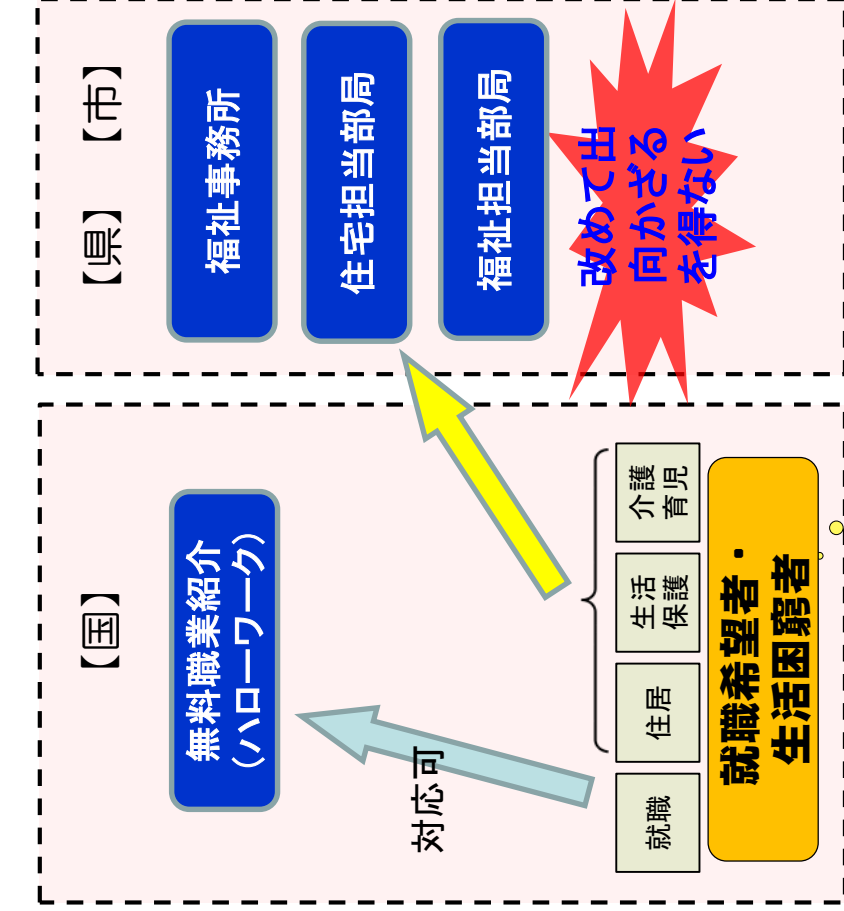 【国】
無料職業紹介
（ハローワーク）
対応可
就職
住居
生活
保護
介護
育児
就職希望者・
生活困窮者
【県】 【市】
福祉事務所
住宅担当部局
福祉担当部局
改めて出
向かざる
を得ない